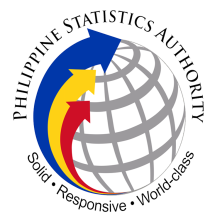 PHILIPPINE STATISTICS AUTHORITY
Solid • Responsive • World-class